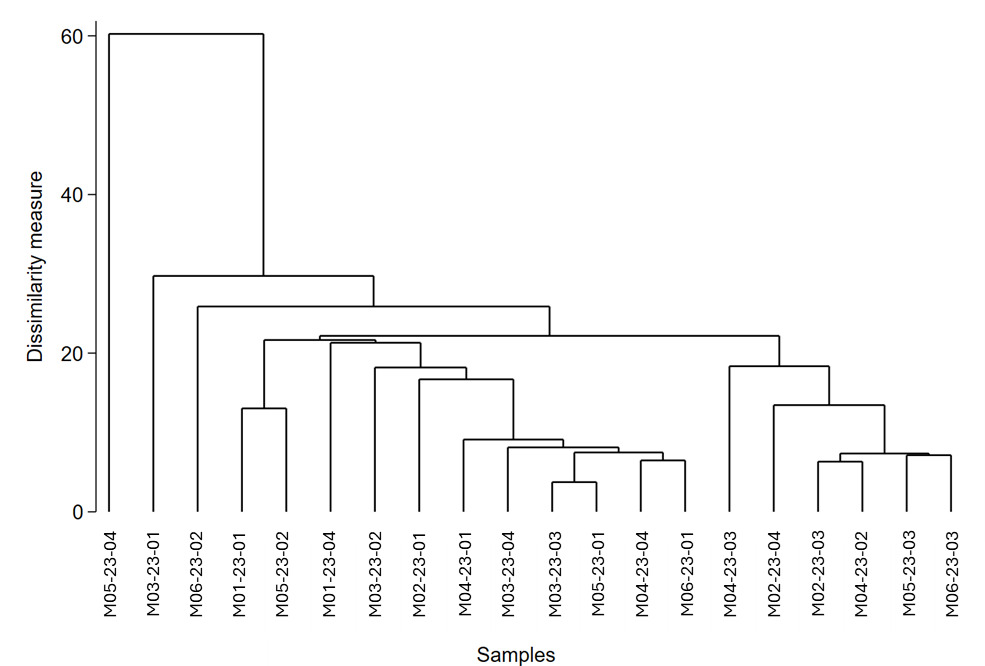 Dissimilarity measure
60
40
20
0
M05-23-04
M03-23-01
M06-23-02
M01-23-01
M05-23-02
M01-23-04
M03-23-02
M02-23-01
M04-23-01
M03-23-04
M03-23-03
M05-23-01
M04-23-04
M06-23-01
M04-23-03
M02-23-04
M02-23-03
M04-23-02
M05-23-03
M06-23-03
Samples